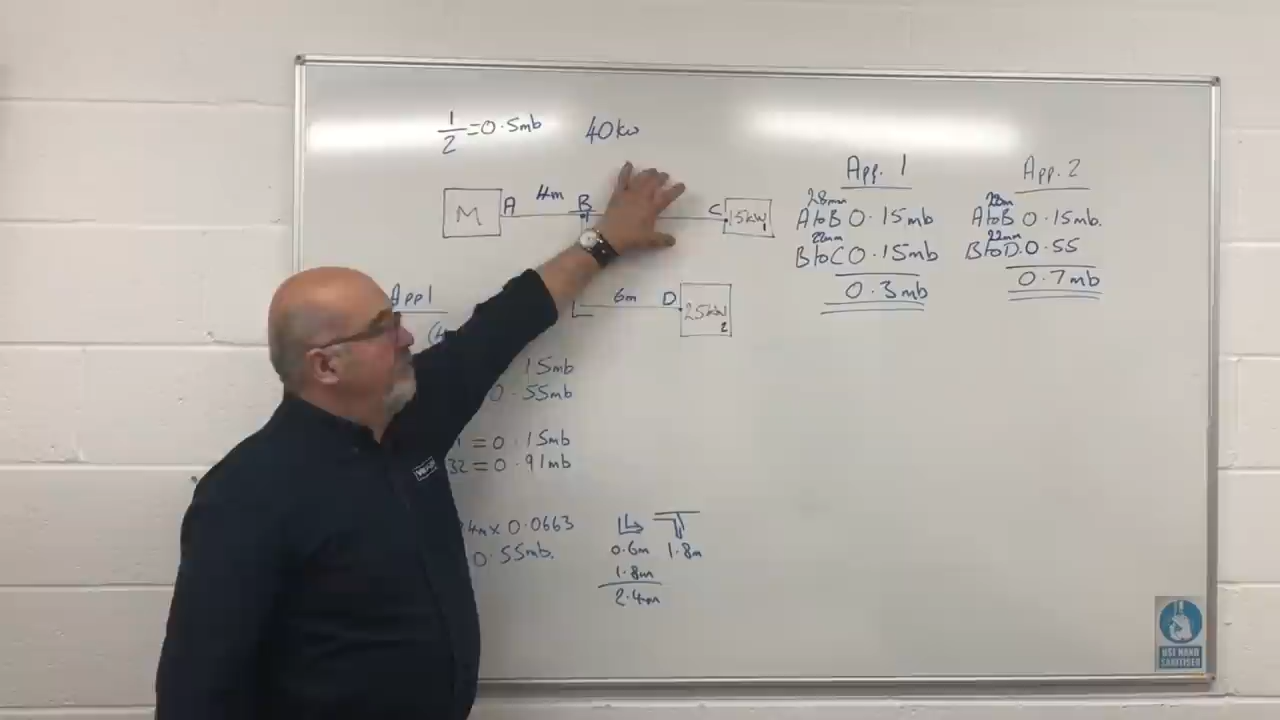 1/2 = 0.5mb 40kw
M A 4m B C 15kw 1
6m D 25kw 2
App 1
(4
15mb
0.55mb
1 = 0.15mb
32 = 0.91mb
4m x 0.0663
0.55mb.
0.6m 1.8m
1.8m
2.4m
App. 1
28mm
A to B 0.15mb
22mm
B to C 0.15mb
0.3mb
App. 2
A to B 0.15mb.
22mm
B to D. 0.55
0.7mb
USE HAND
SANITISER